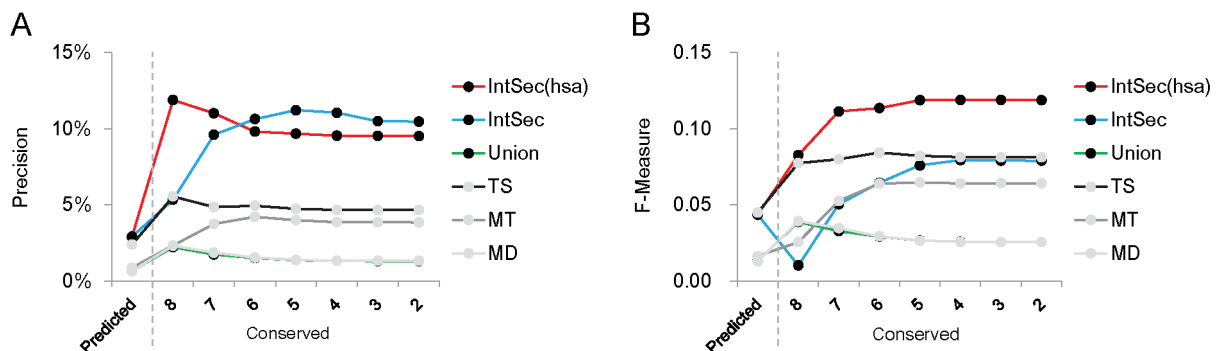 A
15%
10%
5%
0%
Precision
Predicted
8
7
6
5
4
3
2
Conserved
IntSec(hsa)
IntSec
Union
TS
MT
MD
B
0.15
0.10
0.05
0.00
F-Measure
Predicted
8
7
6
5
4
3
2
Conserved
IntSec(hsa)
IntSec
Union
TS
MT
MD